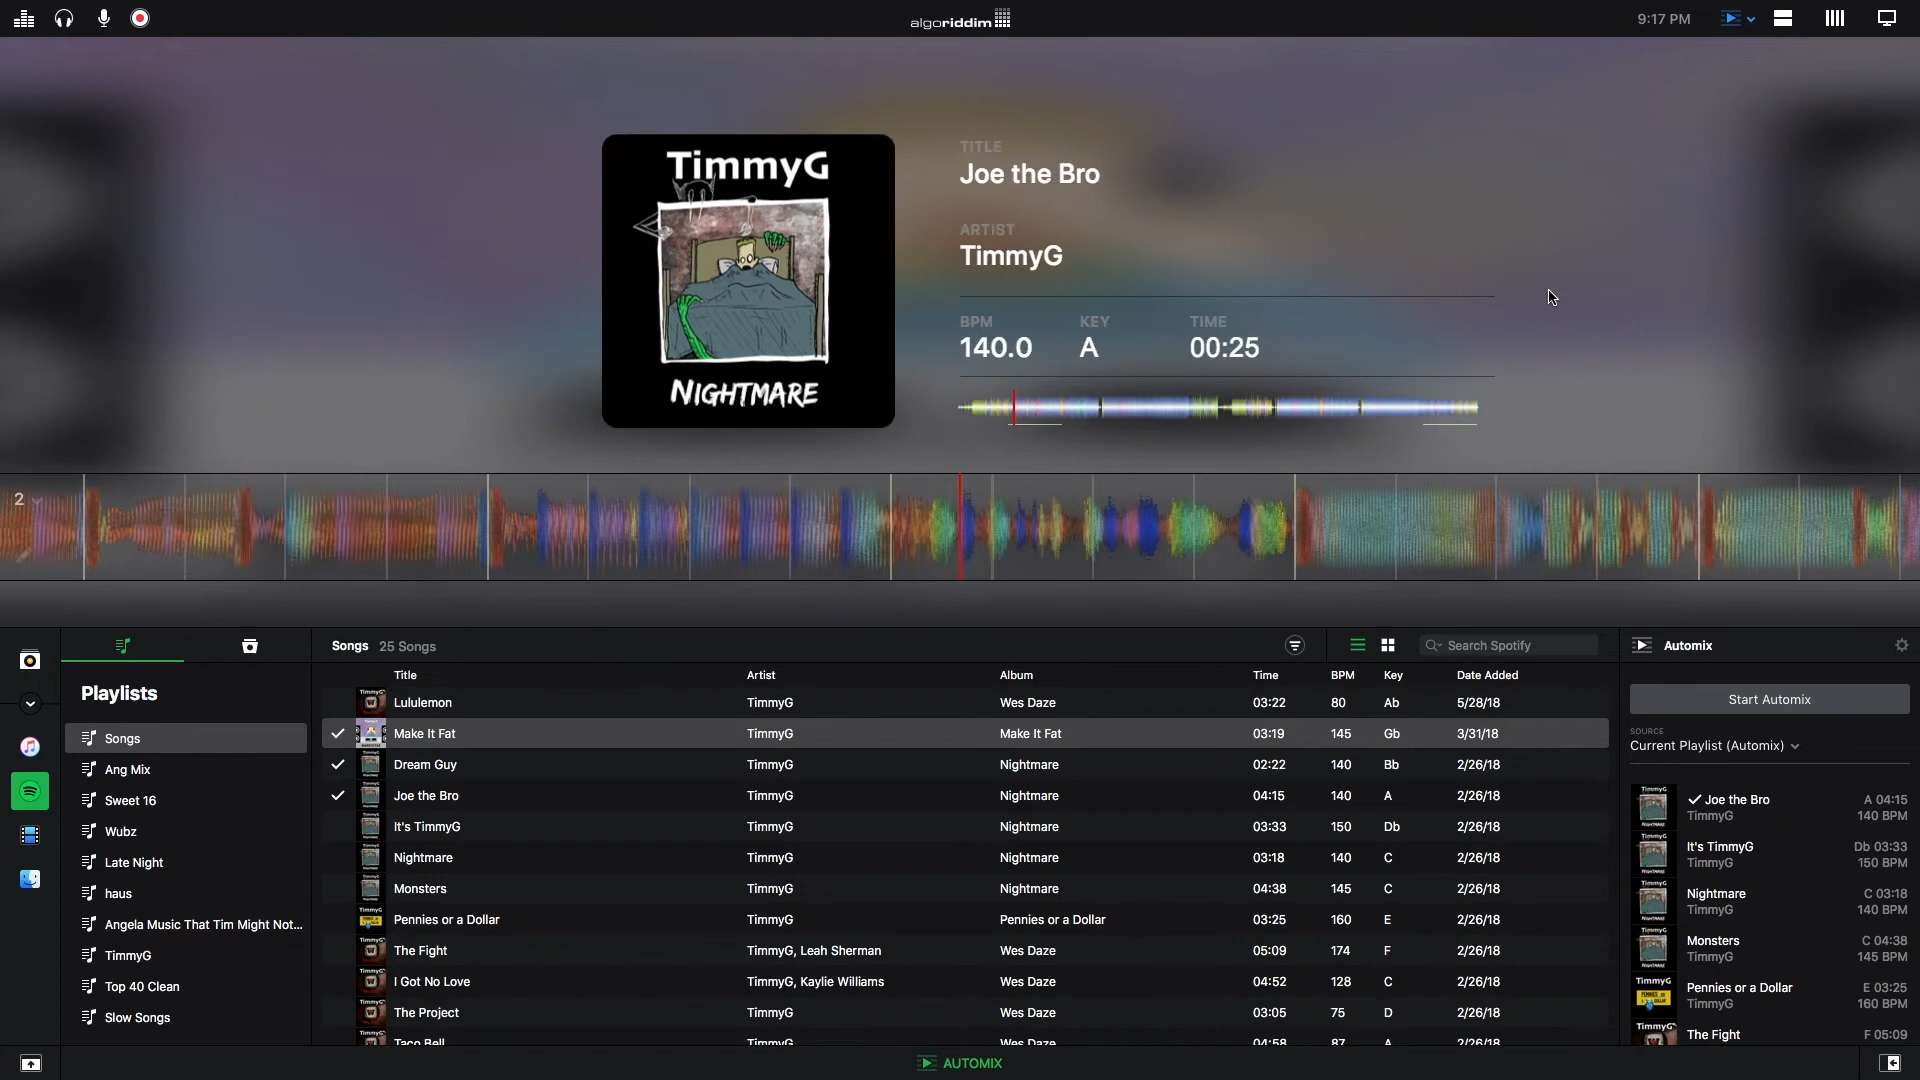 algoriddim
9:17 PM
TimmyG
NIGHTMARE
TITLE
Joe the Bro
ARTIST
TimmyG
BPM KEY TIME
140.0 A 00:25
2
Songs 25 Songs
Search Spotify
Automix
Playlists
Songs
Ang Mix
Sweet 16
Wubz
Late Night
haus
Angela Music That Tim Might Not...
TimmyG
Top 40 Clean
Slow Songs
Title Artist Album Time BPM Key Date Added
Lululemon TimmyG Wes Daze 03:22 80 Ab 5/28/18
Make It Fat TimmyG Make It Fat 03:19 145 Gb 3/31/18
Dream Guy TimmyG Nightmare 02:22 140 Bb 2/26/18
Joe the Bro TimmyG Nightmare 04:15 140 A 2/26/18
It's TimmyG TimmyG Nightmare 03:33 150 Db 2/26/18
Nightmare TimmyG Nightmare 03:18 140 C 2/26/18
Monsters TimmyG Nightmare 04:38 145 C 2/26/18
Pennies or a Dollar TimmyG Pennies or a Dollar 03:25 160 E 2/26/18
The Fight TimmyG, Leah Sherman Wes Daze 05:09 174 F 2/26/18
I Got No Love TimmyG, Kaylie Williams Wes Daze 04:52 128 C 2/26/18
The Project TimmyG Wes Daze 03:05 75 D 2/26/18
Taco Bell TimmyG Wes Daze 04:58 87 A 2/26/18
Start Automix
SOURCE
Current Playlist (Automix)
Joe the Bro A 04:15
TimmyG 140 BPM
It's TimmyG Db 03:33
TimmyG 150 BPM
Nightmare C 03:18
TimmyG 140 BPM
Monsters C 04:38
TimmyG 145 BPM
Pennies or a Dollar E 03:25
TimmyG 160 BPM
The Fight F 05:09
AUTOMIX